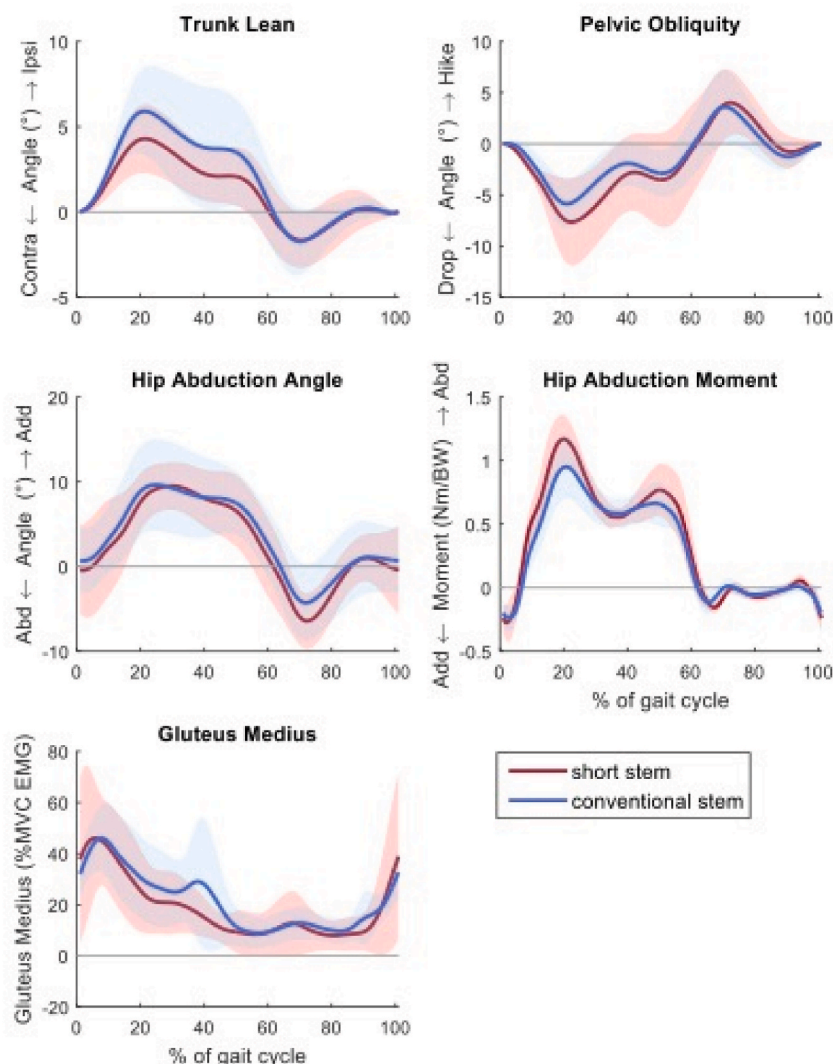 Trunk Lean
Contra ← Angle (°) → Ipsi
10
5
0
-5
0 20 40 60 80 100
Pelvic Obliquity
Drop ← Angle (°) → Hike
10
5
0
-5
-10
-15
0 20 40 60 80 100
Hip Abduction Angle
Abd ← Angle (°) → Add
20
10
0
-10
0 20 40 60 80 100
Hip Abduction Moment
Add ← Moment (Nm/BW) → Abd
1.5
1
0.5
0
-0.5
0 20 40 60 80 100
% of gait cycle
Gluteus Medius
Gluteus Medius (%MVC EMG)
80
60
40
20
0
-20
0 20 40 60 80 100
% of gait cycle
short stem
conventional stem